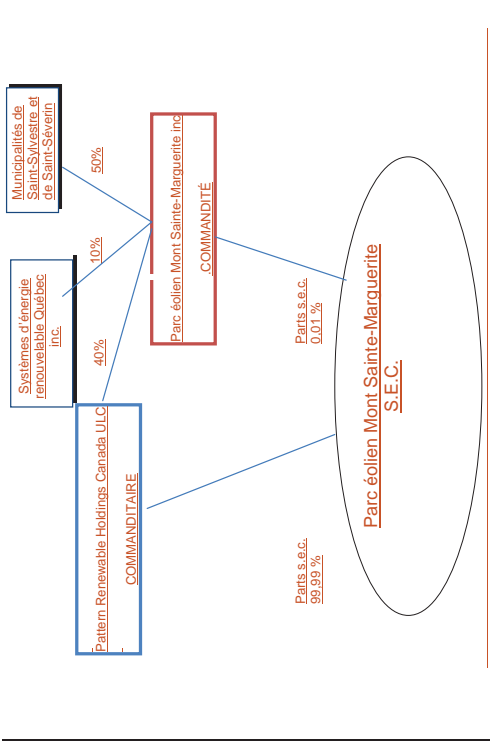 Municipalités de
Saint-Sylvestre et
de Saint-Séverin
Systèmes d'énergie
renouvelable Québec
inc.
Pattern Renewable Holdings Canada ULC
COMMANDITAIRE
50%
10%
40%
Parc éolien Mont Sainte-Marguerite inc
.COMMANDITÉ
Parts s.e.c.
99,99 %
Parts s.e.c.
0,01 %
Parc éolien Mont Sainte-Marguerite
S.E.C.